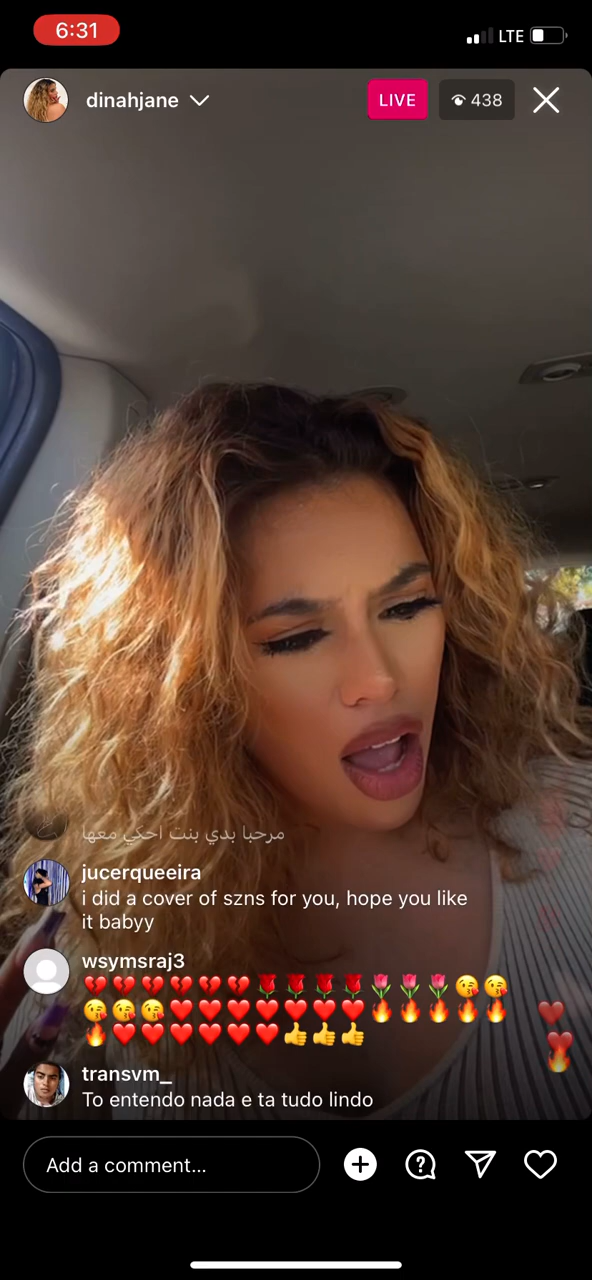 6:31
LTE
dinahjane
LIVE
438
مرحبا بدي بنت احكي معها
jucerqueeira
i did a cover of szns for you, hope you like
it babyy
wsymsraj3
💔💔💔💔💔💔🌹🌹🌹🌹🌷🌷🌷😘😘
😘😘😘❤️❤️❤️❤️❤️❤️❤️🔥🔥🔥🔥🔥
🔥❤️❤️❤️❤️❤️❤️👍👍👍
transvm_
To entendo nada e ta tudo lindo
Add a comment...